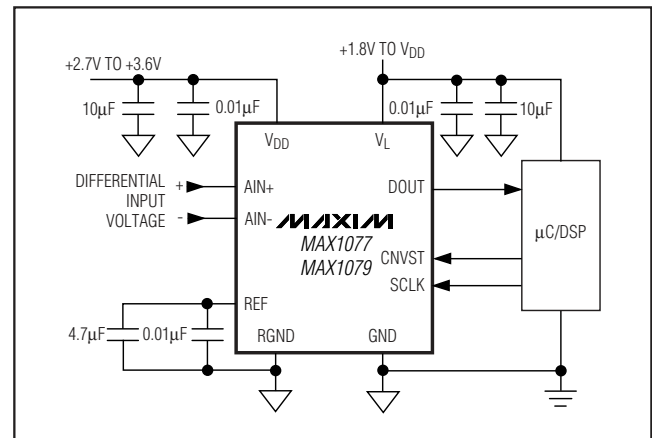 +1.8V TO VDD
+2.7V TO +3.6V
10µF
0.01µF
0.01µF
10µF
VDD
VL
DIFFERENTIAL
INPUT
VOLTAGE
+
-
AIN+
AIN-
DOUT
MAXIM
MAX1077
MAX1079
CNVST
SCLK
µC/DSP
REF
4.7µF
0.01µF
RGND
GND